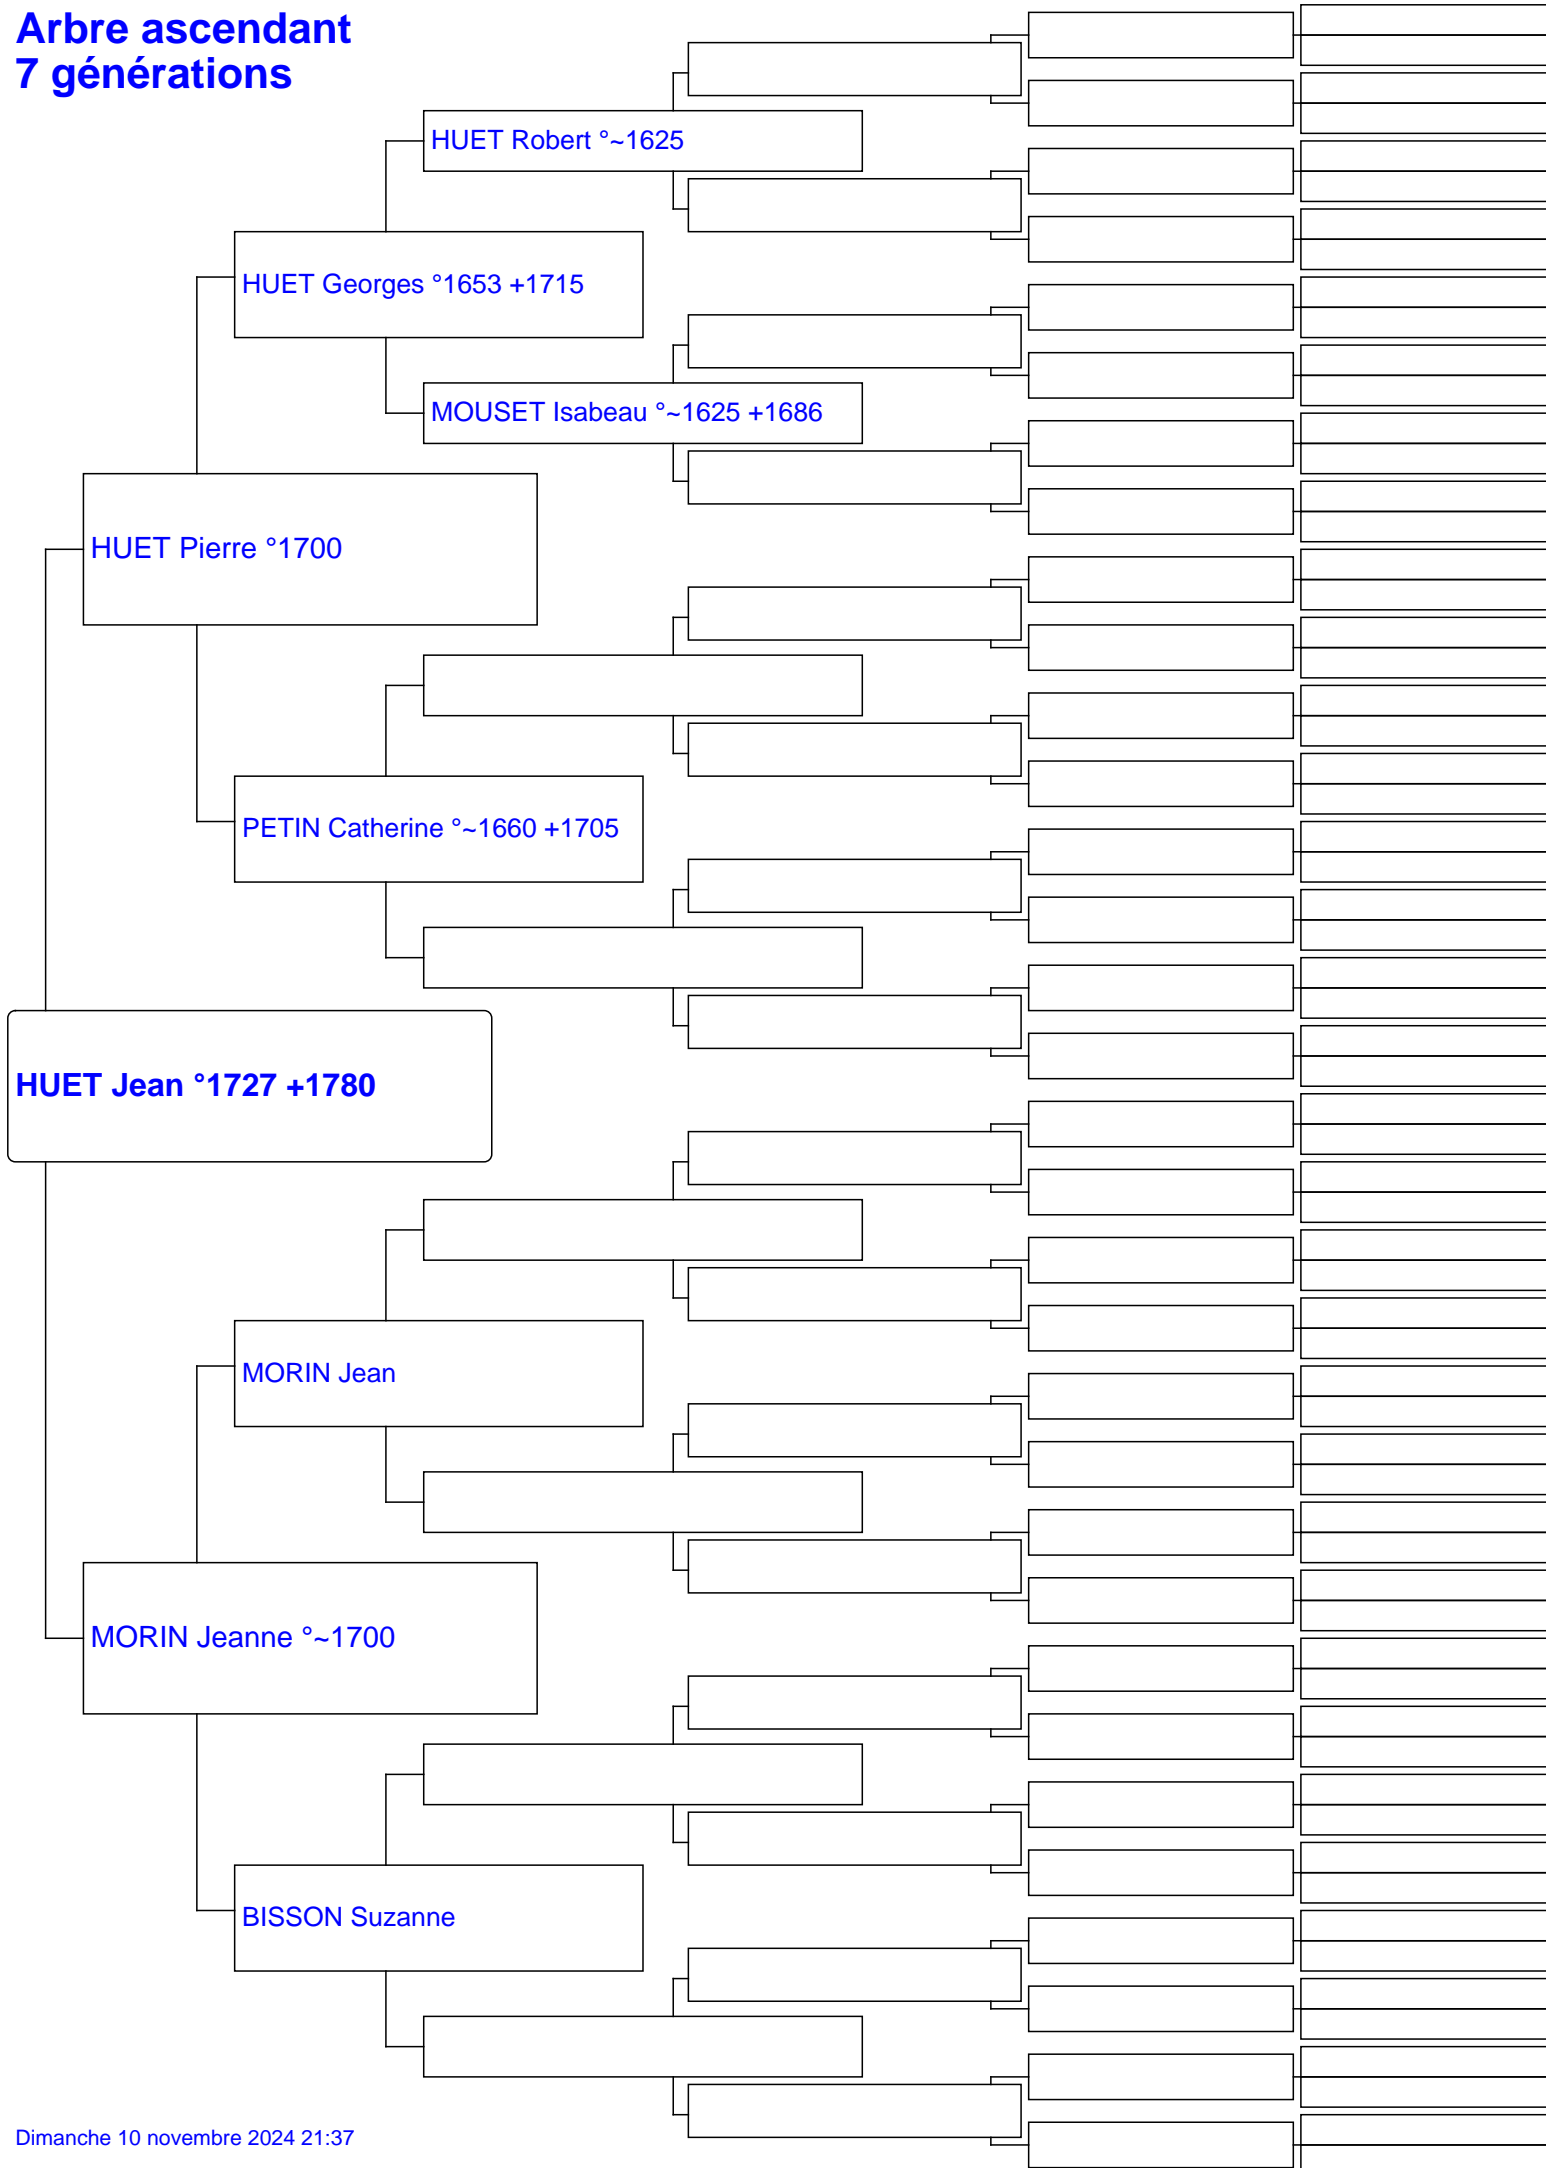 Arbre ascendant
7 générations
HUET Robert °~1625
HUET Georges °1653 +1715
MOUSET Isabeau °~1625 +1686
HUET Pierre °1700
PETIN Catherine °~1660 +1705
HUET Jean °1727 +1780
MORIN Jean
MORIN Jeanne °~1700
BISSON Suzanne
Dimanche 10 novembre 2024 21:37